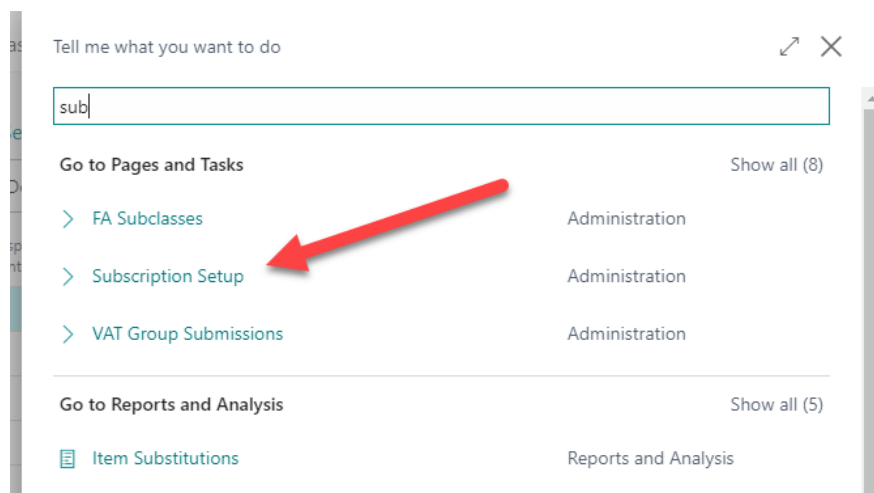 Tell me what you want to do
sub
Go to Pages and Tasks Show all (8)
FA Subclasses Administration
Subscription Setup Administration
VAT Group Submissions Administration
Go to Reports and Analysis Show all (5)
Item Substitutions Reports and Analysis